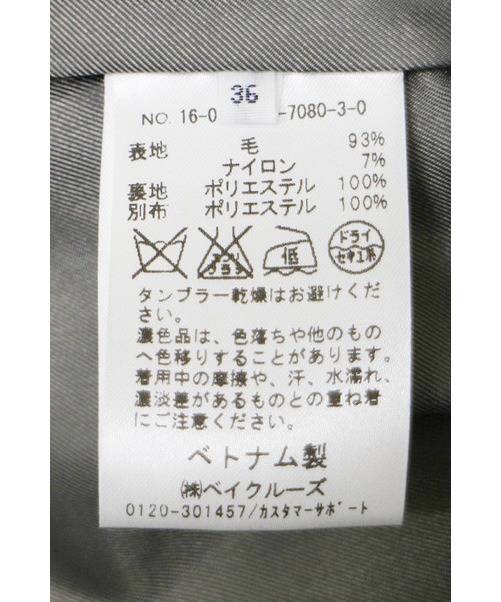 36
NO. 16-0 -7080-3-0
表地 毛 93%
ナイロン 7%
裏地 ポリエステル 100%
別布 ポリエステル 100%
エンソ
サラシ
低
ドライ
セキユ系
タンブラー乾燥はお避けくだ
さい。
濃色品は、色落ちや他のもの
へ色移りすることがあります。
着用中の摩擦や、汗、水濡れ、
濃淡差があるものとの重ね着
にご注意ください。
ベトナム製
㈱ベイクルーズ
0120-301457/カスタマーサポート